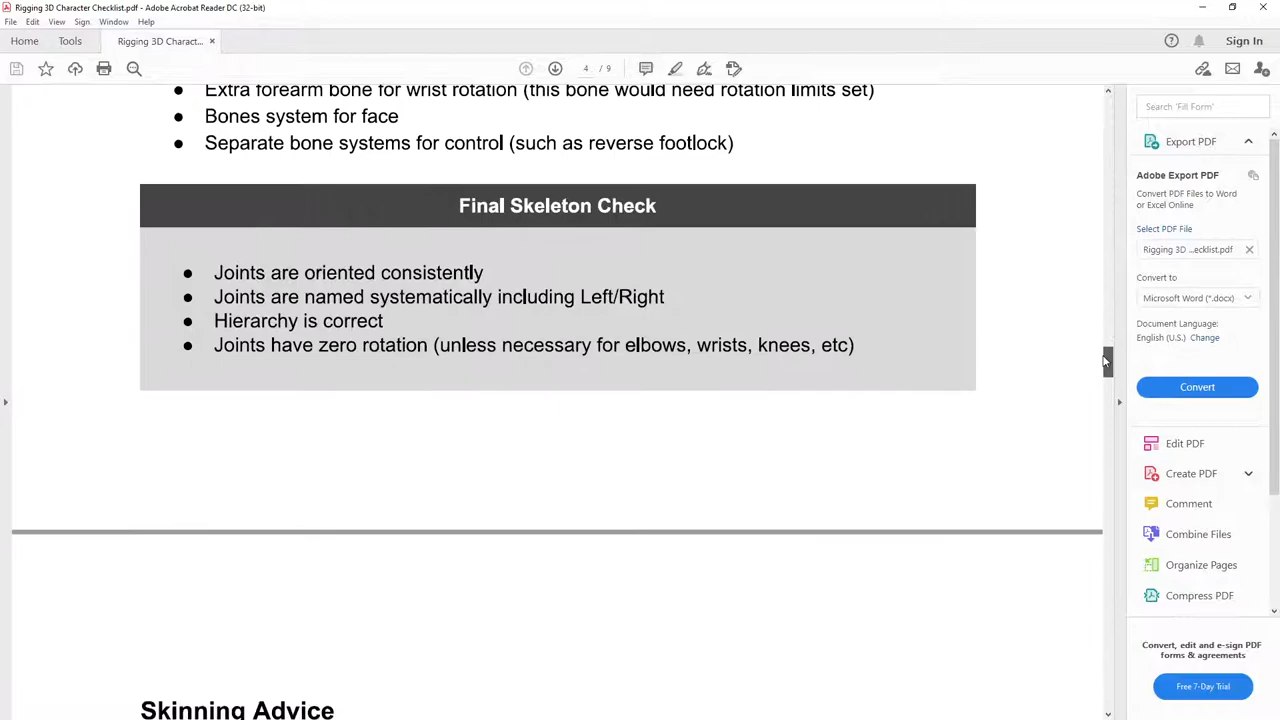 Rigging 3D Character Checklist.pdf - Adobe Acrobat Reader DC (32-bit)
File Edit View Sign Window Help
Home Tools Rigging 3D Charact... × Sign In
4 / 9
• Extra forearm bone for wrist rotation (this bone would need rotation limits set)
• Bones system for face
• Separate bone systems for control (such as reverse footlock)
Final Skeleton Check
• Joints are oriented consistently
• Joints are named systematically including Left/Right
• Hierarchy is correct
• Joints have zero rotation (unless necessary for elbows, wrists, knees, etc)
Skinning Advice
Search 'Fill Form'
Export PDF
Adobe Export PDF
Convert PDF Files to Word
or Excel Online
Select PDF File
Rigging 3D ...ecklist.pdf
Convert to
Microsoft Word (*.docx)
Document Language:
English (U.S.) Change
Convert
Edit PDF
Create PDF
Comment
Combine Files
Organize Pages
Compress PDF
Convert, edit and e-sign PDF
forms & agreements
Free 7-Day Trial